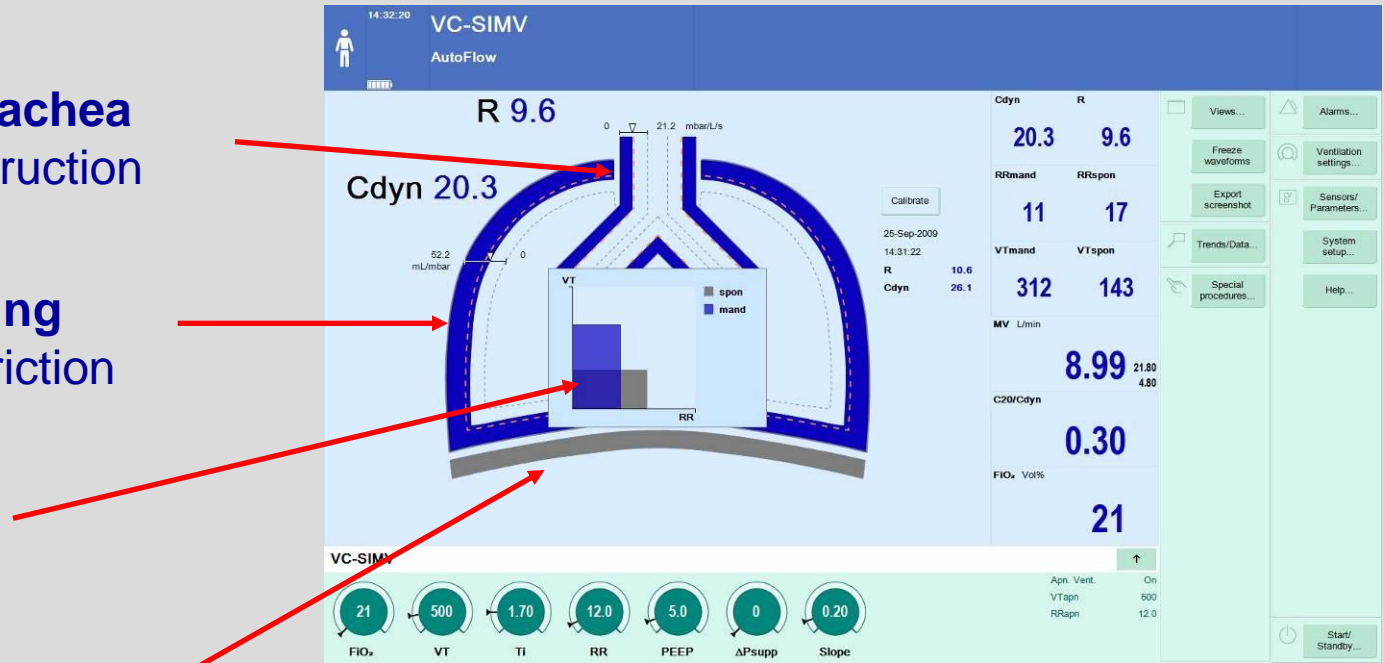 achea
ruction
ng
riction
14:32:20
VC-SIMV
AutoFlow
R 9.6
0 21.2 mbar/L/s
Cdyn 20.3
52.2 0
mL/mbar
VT
spon
mand
RR
Calibrate
25-Sep-2009
14:31:22
R 10.6
Cdyn 26.1
Cdyn R
20.3 9.6
RRmand RRspon
11 17
VTmand VTspon
312 143
MV L/min
8.99 21.80
4.80
C20/Cdyn
0.30
FiO₂ Vol%
21
Views...
Freeze
waveforms
Export
screenshot
Trends/Data...
Special
procedures...
Alarms...
Ventilation
settings...
Sensors/
Parameters...
System
setup...
Help...
Start/
Standby...
VC-SIMV
21 500 1.70 12.0 5.0 0 0.20
FiO₂ VT Ti RR PEEP ΔPsupp Slope
Apn. Vent. On
VTapn 500
RRapn 12.0